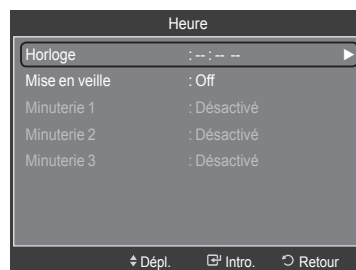 Heure
Horloge : -- : -- -- ►
Mise en veille : Off
Minuterie 1 : Désactivé
Minuterie 2 : Désactivé
Minuterie 3 : Désactivé
Dépl. Intro. Retour